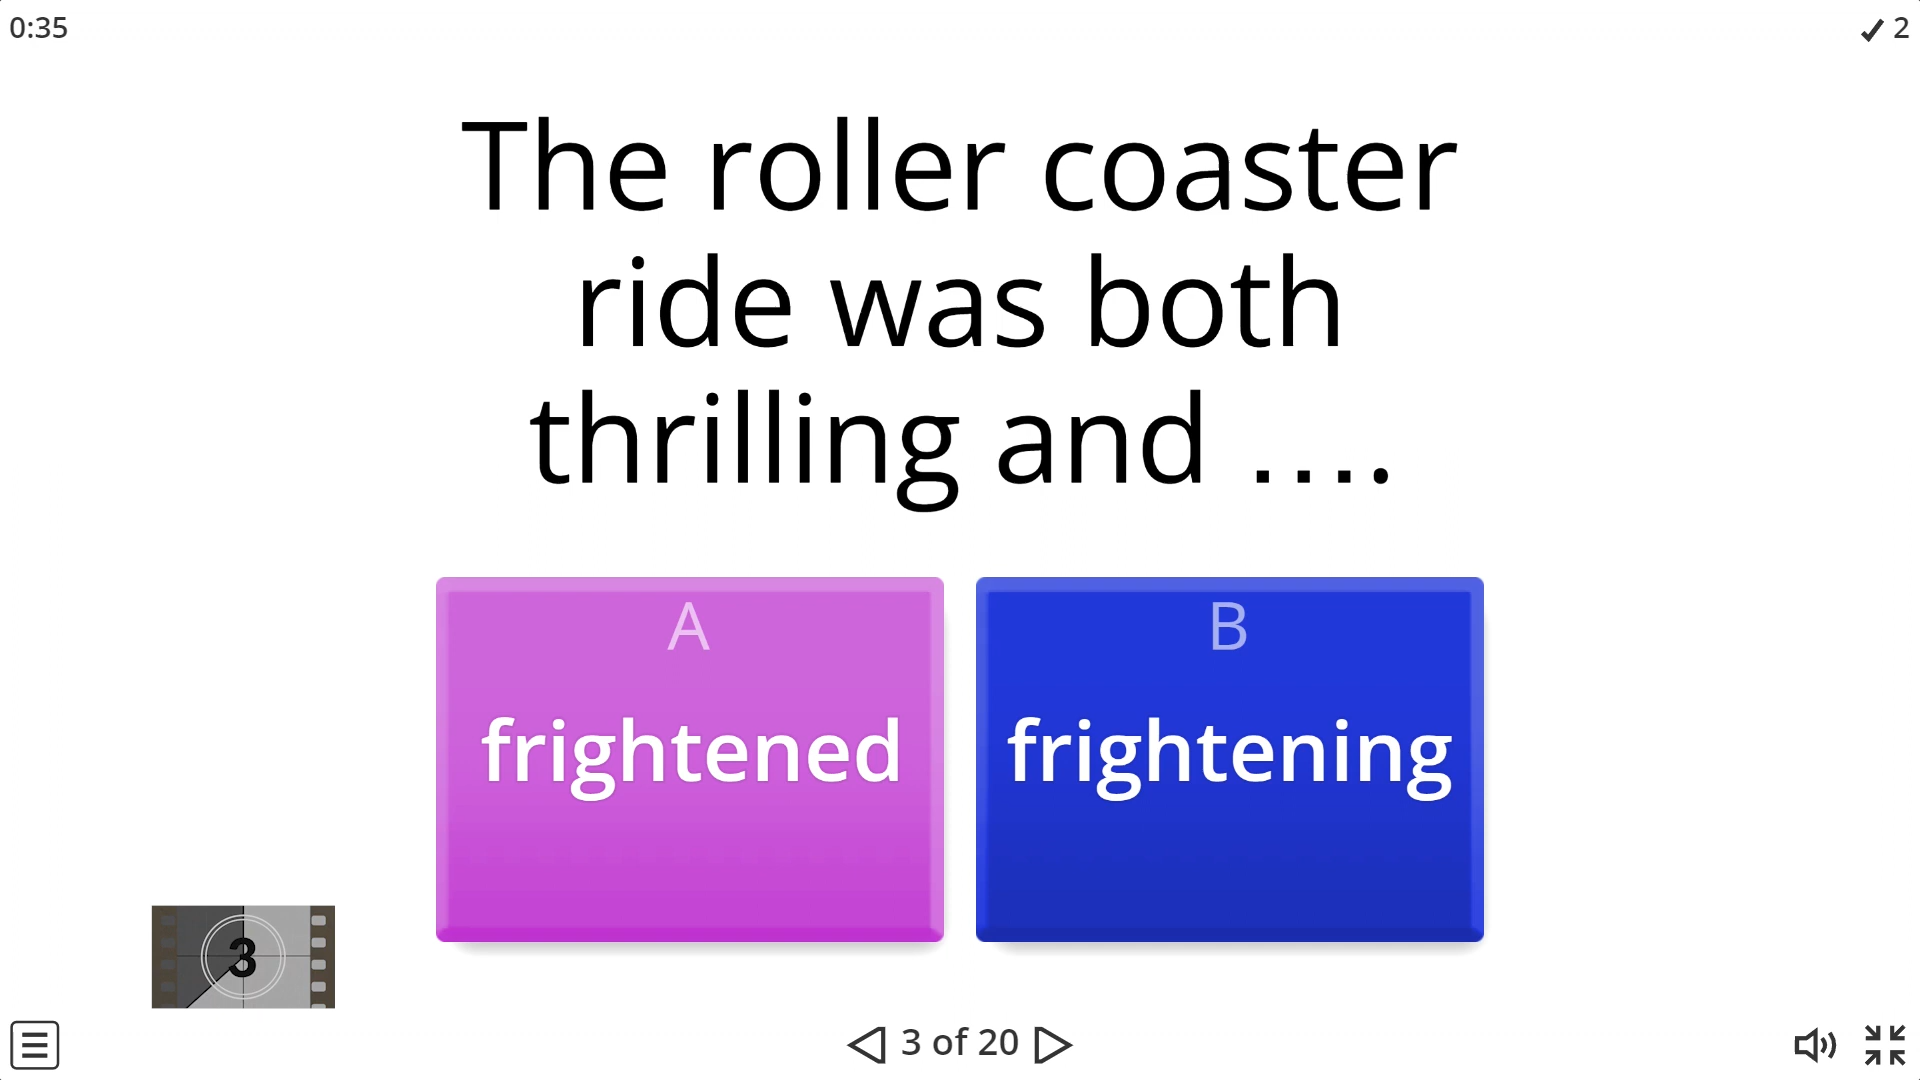 0:35
✓ 2
The roller coaster
ride was both
thrilling and ....
A
frightened
B
frightening
3
3 of 20